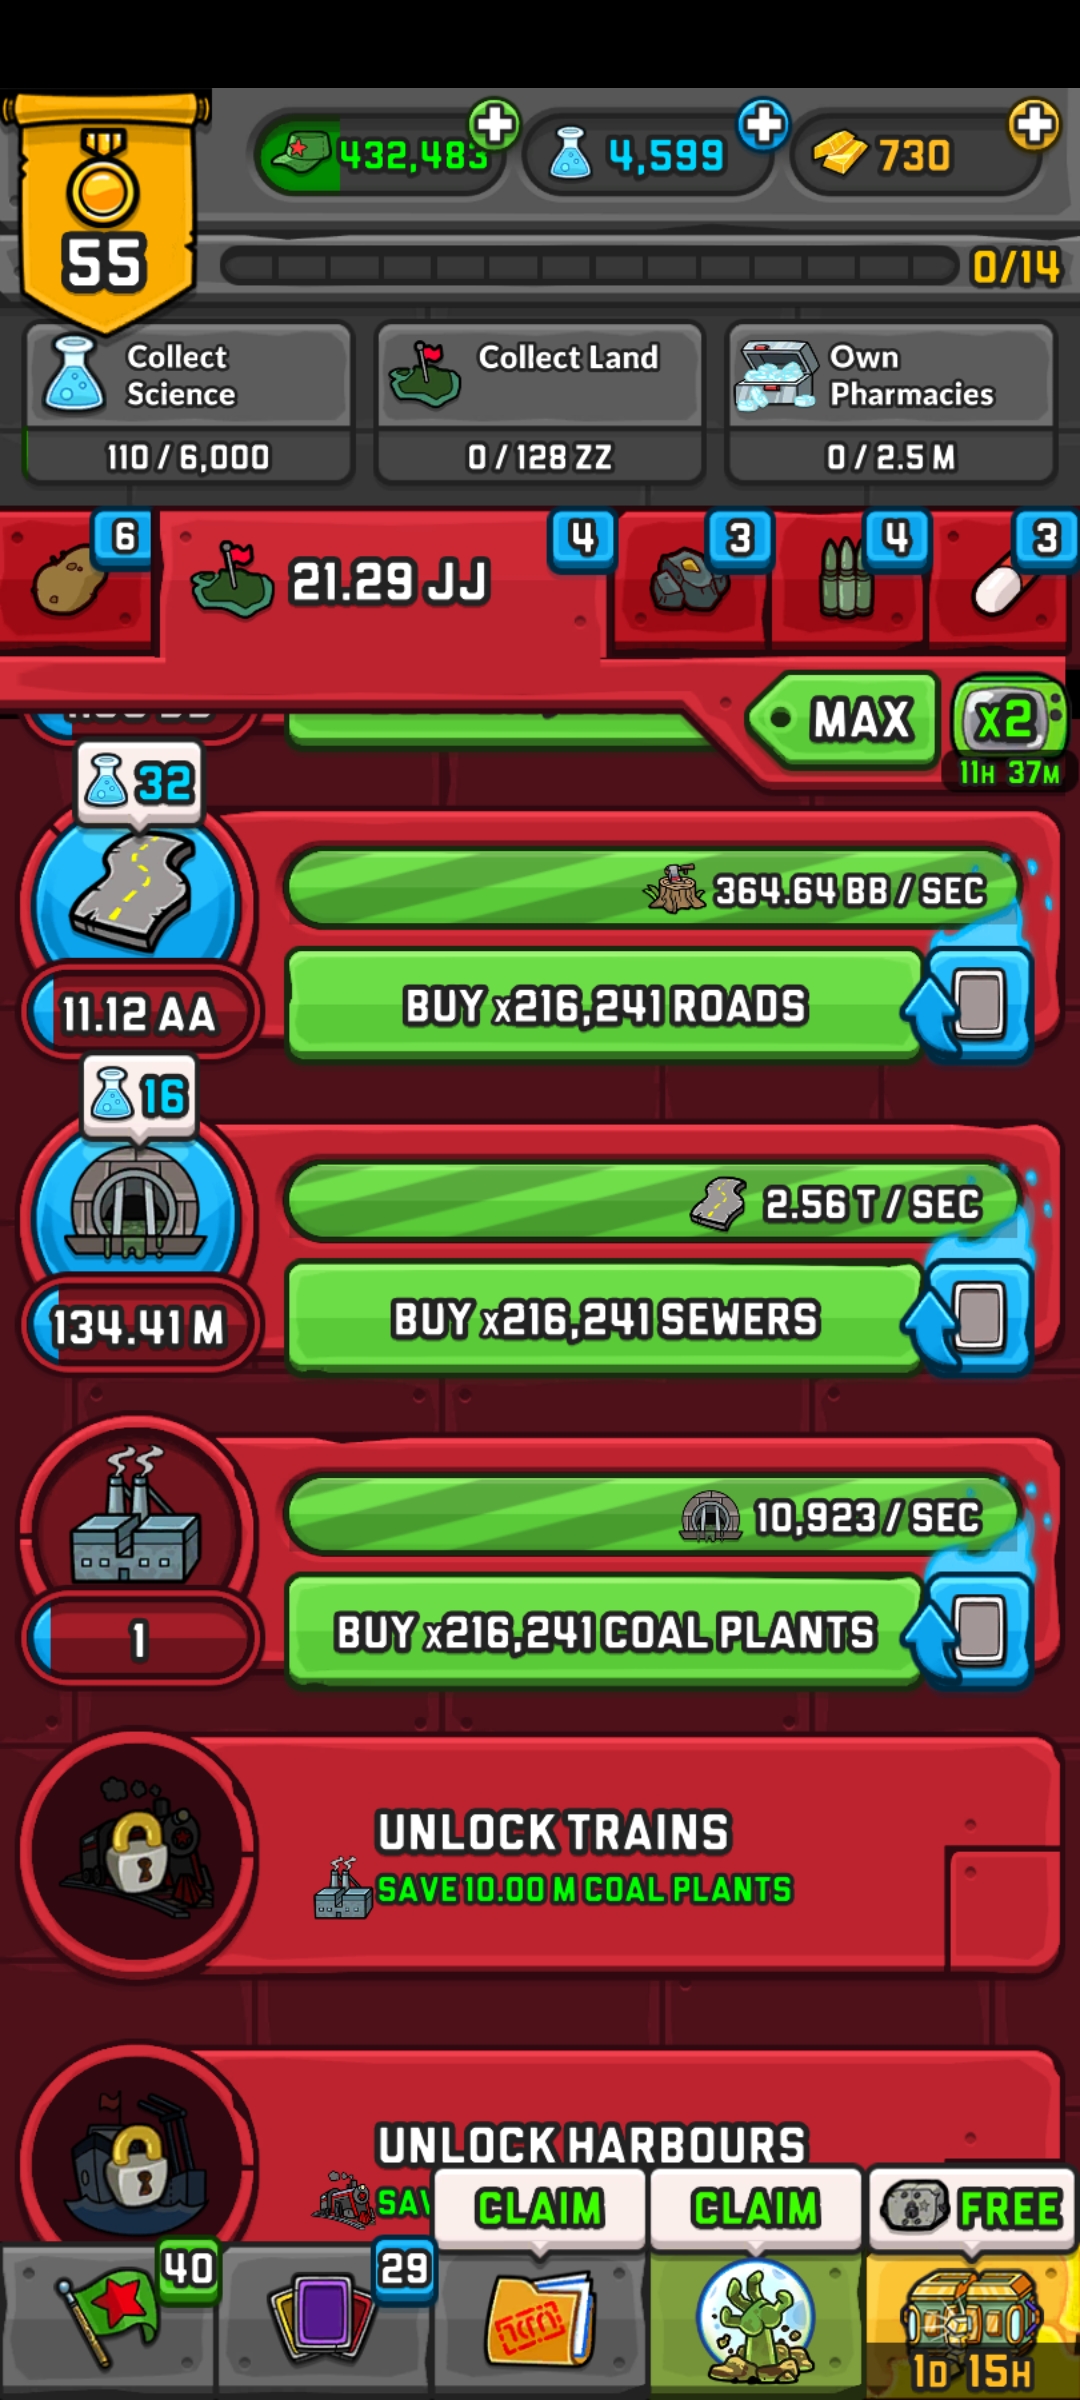 432,483
4,599
730
55
0/14
Collect
Science
Collect Land
Own
Pharmacies
110 / 6,000
0 / 128 ZZ
0 / 2.5 M
6
21.29 JJ
4
3
4
3
MAX
x2
11H 37M
32
364.64 BB / SEC
11.12 AA
BUY x216,241 ROADS
16
2.56 T / SEC
134.41 M
BUY x216,241 SEWERS
10,923 / SEC
1
BUY x216,241 COAL PLANTS
UNLOCK TRAINS
SAVE 10.00 M COAL PLANTS
UNLOCK HARBOURS
CLAIM
CLAIM
FREE
40
29
1D 15H